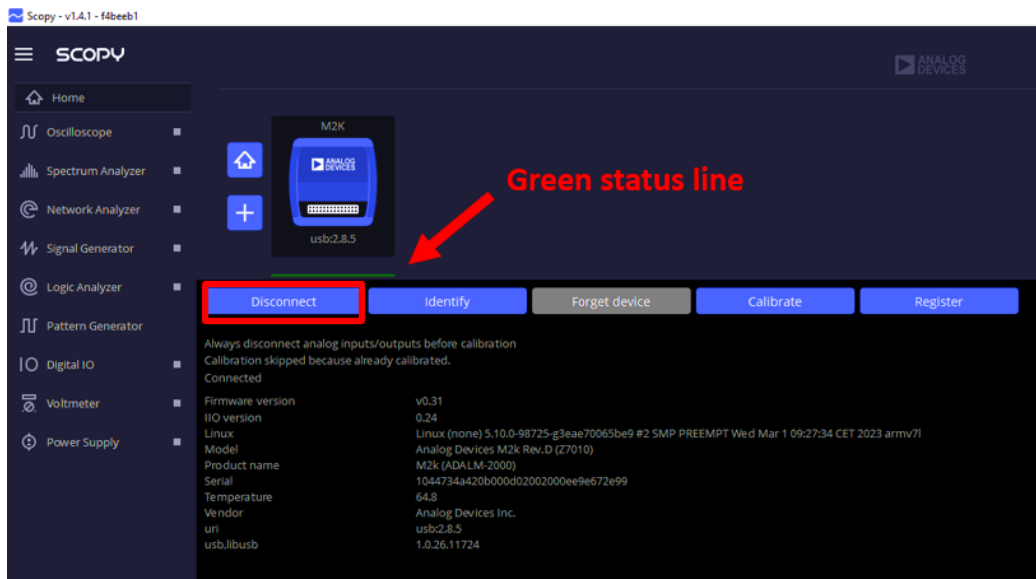 Scopy - v1.4.1 - f4beeb1
SCOPY
ANALOG
DEVICES
Home
Oscilloscope
Spectrum Analyzer
Network Analyzer
Signal Generator
Logic Analyzer
Pattern Generator
Digital IO
Voltmeter
Power Supply
M2K
ANALOG
DEVICES
usb:2.8.5
Green status line
Disconnect Identify Forget device Calibrate Register
Always disconnect analog inputs/outputs before calibration
Calibration skipped because already calibrated.
Connected
Firmware version v0.31
IIO version 0.24
Linux Linux (none) 5.10.0-98725-g3eae70065be9 #2 SMP PREEMPT Wed Mar 1 09:27:34 CET 2023 armv7l
Model Analog Devices M2k Rev.D (Z7010)
Product name M2k (ADALM-2000)
Serial 1044734a420b000d02002000ee9e672e99
Temperature 64.8
Vendor Analog Devices Inc.
uri usb:2.8.5
usb,libusb 1.0.26.11724